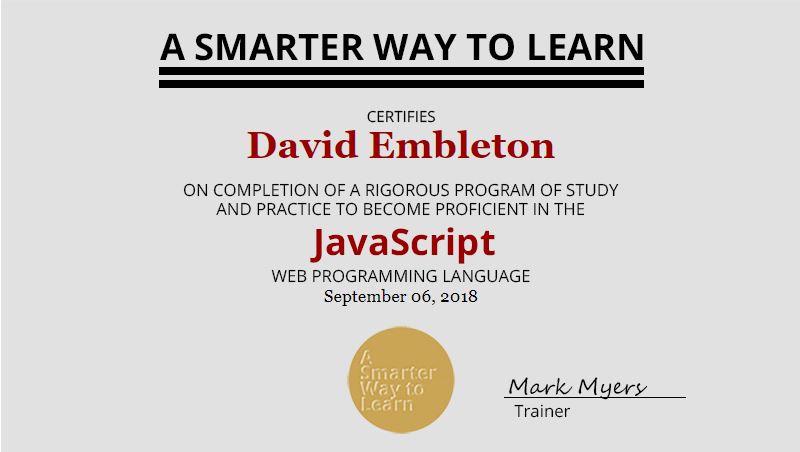 A SMARTER WAY TO LEARN
CERTIFIES
David Embleton
ON COMPLETION OF A RIGOROUS PROGRAM OF STUDY
AND PRACTICE TO BECOME PROFICIENT IN THE
JavaScript
WEB PROGRAMMING LANGUAGE
September 06, 2018
A
Smarter
Way to
Learn
Mark Myers
Trainer